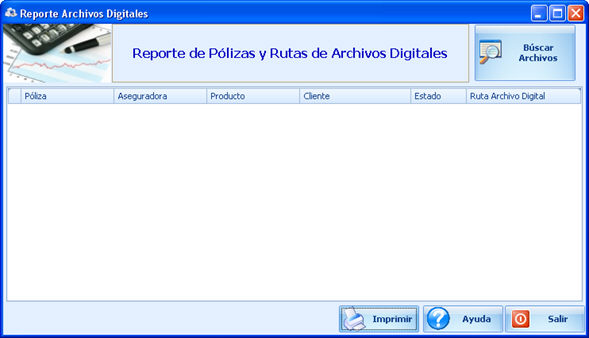 Reporte Archivos Digitales
Reporte de Pólizas y Rutas de Archivos Digitales
Búscar
Archivos
Póliza Aseguradora Producto Cliente Estado Ruta Archivo Digital
Imprimir Ayuda Salir